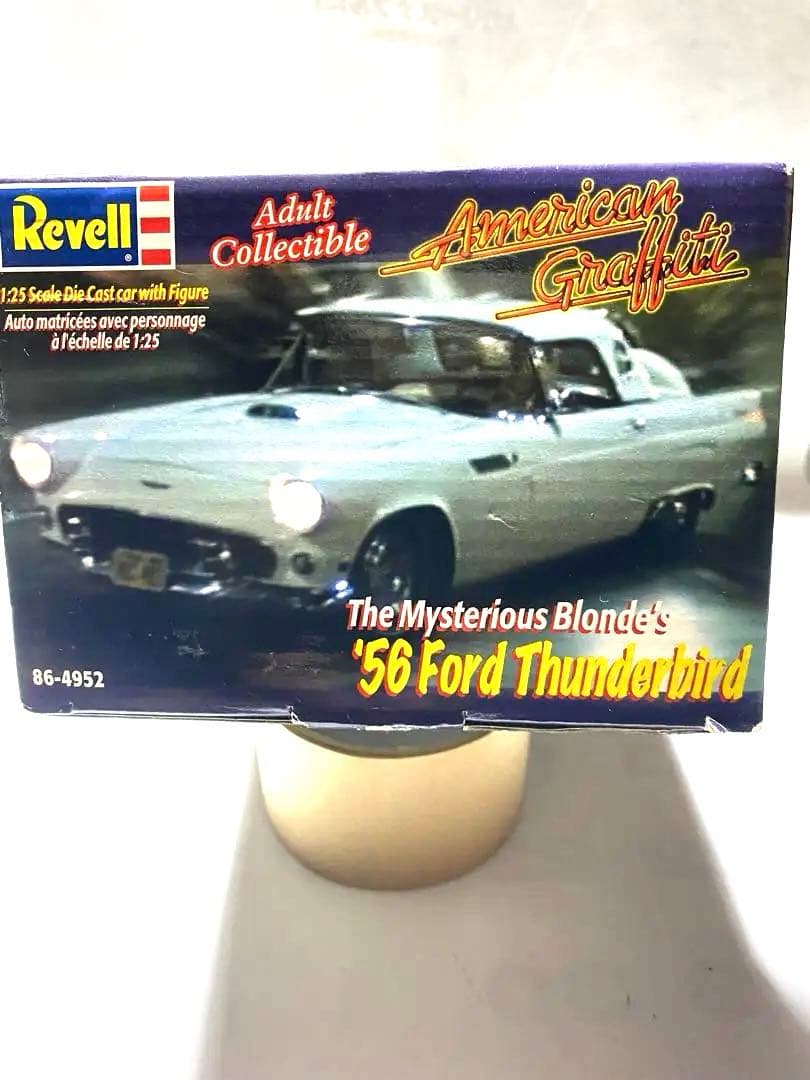 Revell®
Adult
Collectible
American
Graffiti
1:25 Scale Die Cast car with Figure
Auto matricées avec personnage
à l'échelle de 1:25
The Mysterious Blonde's
'56 Ford Thunderbird
86-4952